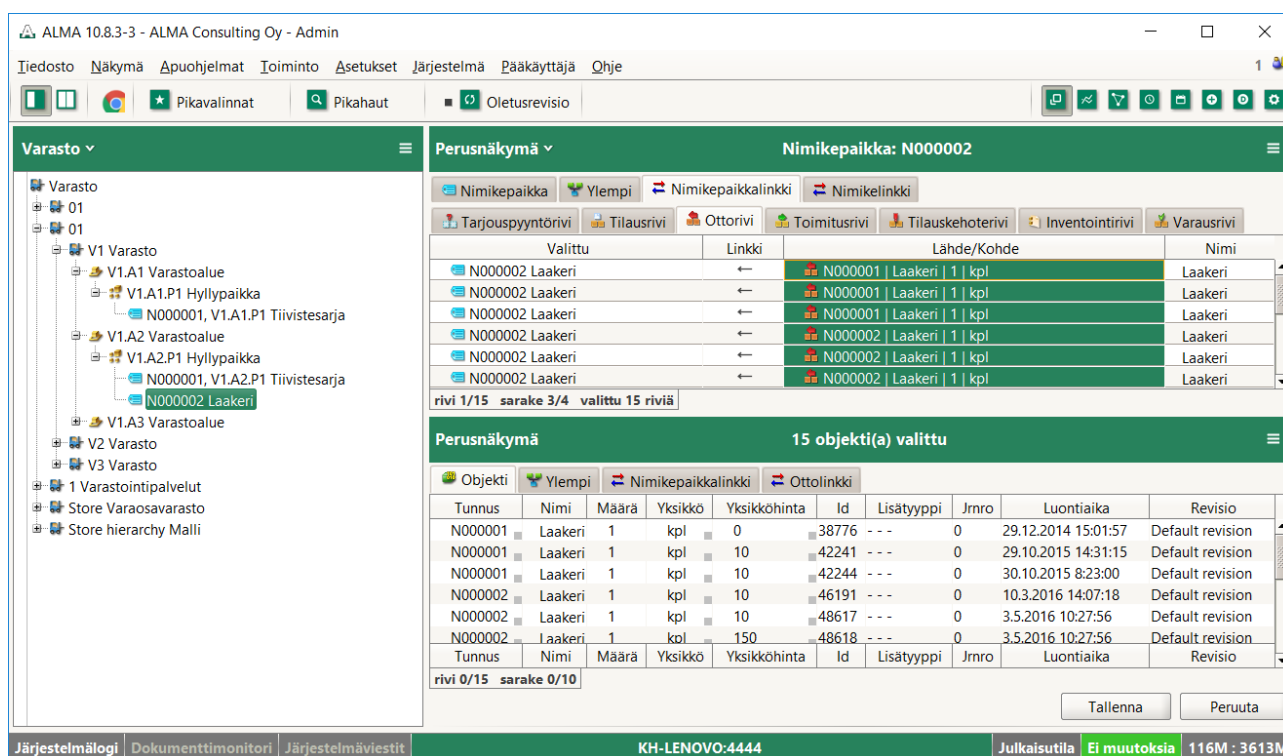 ALMA 10.8.3-3 - ALMA Consulting Oy - Admin
Tiedosto Näkymä Apuohjelmat Toiminto Asetukset Järjestelmä Pääkäyttäjä Ohje 1
Pikavalinnat Pikahaut Oletusrevisio
Varasto
Varasto
01
01
V1 Varasto
V1.A1 Varastoalue
V1.A1.P1 Hyllypaikka
N000001, V1.A1.P1 Tiivistesarja
V1.A2 Varastoalue
V1.A2.P1 Hyllypaikka
N000001, V1.A2.P1 Tiivistesarja
N000002 Laakeri
V1.A3 Varastoalue
V2 Varasto
V3 Varasto
1 Varastointipalvelut
Store Varaosavarasto
Store hierarchy Malli
Perusnäkymä Nimikepaikka: N000002
Nimikepaikka Ylempi Nimikepaikkalinkki Nimikelinkki
Tarjouspyyntörivi Tilausrivi Ottorivi Toimitusrivi Tilauskehoterivi Inventointirivi Varausrivi
Valittu Linkki Lähde/Kohde Nimi
N000002 Laakeri ← N000001 | Laakeri | 1 | kpl Laakeri
N000002 Laakeri ← N000001 | Laakeri | 1 | kpl Laakeri
N000002 Laakeri ← N000001 | Laakeri | 1 | kpl Laakeri
N000002 Laakeri ← N000002 | Laakeri | 1 | kpl Laakeri
N000002 Laakeri ← N000002 | Laakeri | 1 | kpl Laakeri
N000002 Laakeri ← N000002 | Laakeri | 1 | kpl Laakeri
rivi 1/15 sarake 3/4 valittu 15 riviä
Perusnäkymä 15 objekti(a) valittu
Objekti Ylempi Nimikepaikkalinkki Ottolinkki
Tunnus Nimi Määrä Yksikkö Yksikköhinta Id Lisätyyppi Jrnro Luontiaika Revisio
N000001 Laakeri 1 kpl 0 38776 - - - 0 29.12.2014 15:01:57 Default revision
N000001 Laakeri 1 kpl 10 42241 - - - 0 29.10.2015 14:31:15 Default revision
N000001 Laakeri 1 kpl 10 42244 - - - 0 30.10.2015 8:23:00 Default revision
N000002 Laakeri 1 kpl 10 46191 - - - 0 10.3.2016 14:07:18 Default revision
N000002 Laakeri 1 kpl 10 48617 - - - 0 3.5.2016 10:27:56 Default revision
N000002 Laakeri 1 kpl 150 48618 - - - 0 3.5.2016 10:27:56 Default revision
Tunnus Nimi Määrä Yksikkö Yksikköhinta Id Lisätyyppi Jrnro Luontiaika Revisio
rivi 0/15 sarake 0/10
Tallenna Peruuta
Järjestelmälogi Dokumenttimonitori Järjestelmäviestit KH-LENOVO:4444 Julkaisutila Ei muutoksia 116M : 3613M